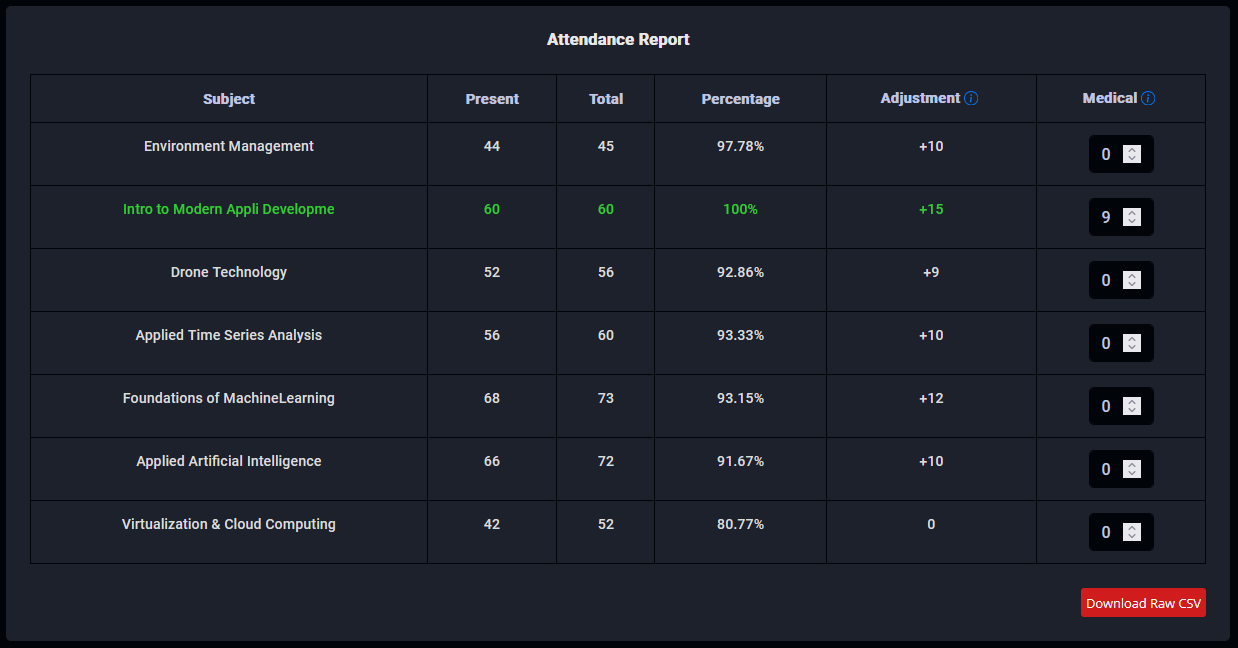 Attendance Report
Subject Present Total Percentage Adjustment Medical
Environment Management 44 45 97.78% +10 0
Intro to Modern Appli Developme 60 60 100% +15 9
Drone Technology 52 56 92.86% +9 0
Applied Time Series Analysis 56 60 93.33% +10 0
Foundations of MachineLearning 68 73 93.15% +12 0
Applied Artificial Intelligence 66 72 91.67% +10 0
Virtualization & Cloud Computing 42 52 80.77% 0 0
Download Raw CSV